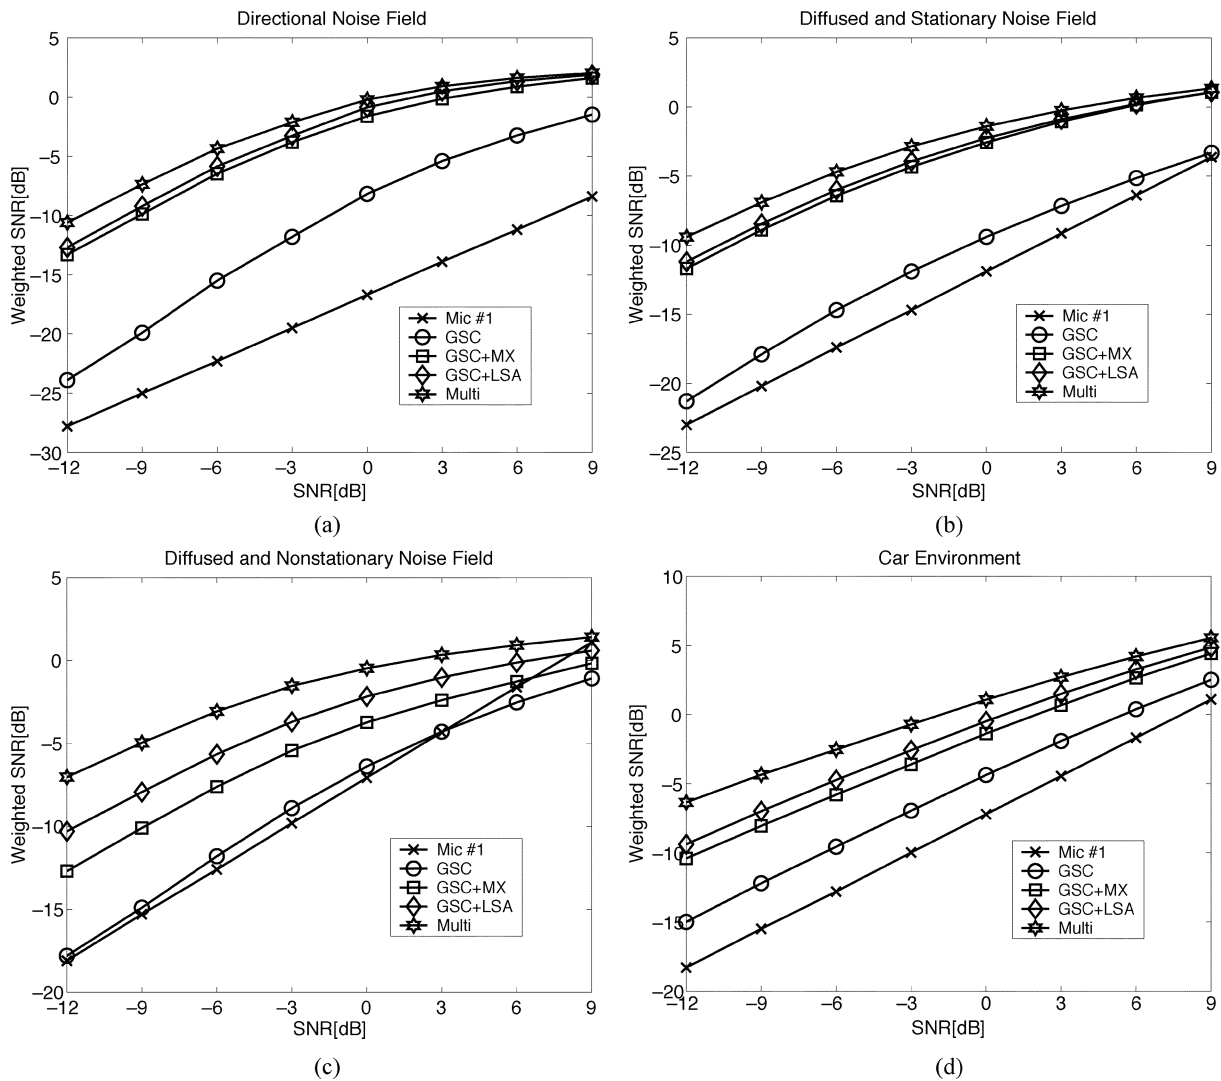 Directional Noise Field
5
0
−5
−10
−15
−20
−25
−30
Weighted SNR[dB]
Mic #1
GSC
GSC+MX
GSC+LSA
Multi
−12 −9 −6 −3 0 3 6 9
SNR[dB]
(a)
Diffused and Stationary Noise Field
5
0
−5
−10
−15
−20
−25
Weighted SNR[dB]
Mic #1
GSC
GSC+MX
GSC+LSA
Multi
−12 −9 −6 −3 0 3 6 9
SNR[dB]
(b)
Diffused and Nonstationary Noise Field
5
0
−5
−10
−15
−20
Weighted SNR[dB]
Mic #1
GSC
GSC+MX
GSC+LSA
Multi
−12 −9 −6 −3 0 3 6 9
SNR[dB]
(c)
Car Environment
10
5
0
−5
−10
−15
−20
Weighted SNR[dB]
Mic #1
GSC
GSC+MX
GSC+LSA
Multi
−12 −9 −6 −3 0 3 6 9
SNR[dB]
(d)